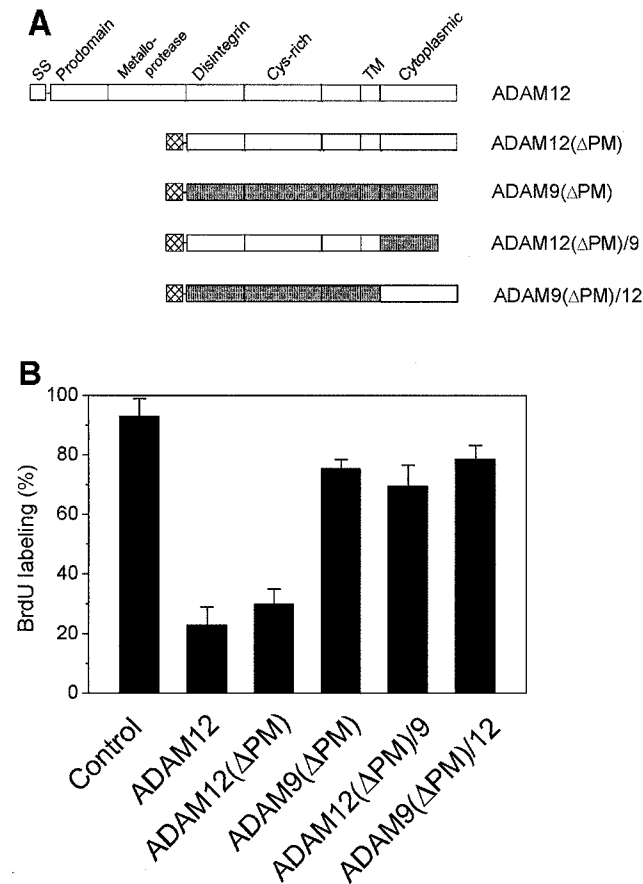 A
SS
Prodomain
Metallo-
protease
Disintegrin
Cys-rich
TM
Cytoplasmic
ADAM12
ADAM12(ΔPM)
ADAM9(ΔPM)
ADAM12(ΔPM)/9
ADAM9(ΔPM)/12
B
BrdU labeling (%)
100
80
60
40
20
0
Control
ADAM12
ADAM12(ΔPM)
ADAM9(ΔPM)
ADAM12(ΔPM)/9
ADAM9(ΔPM)/12